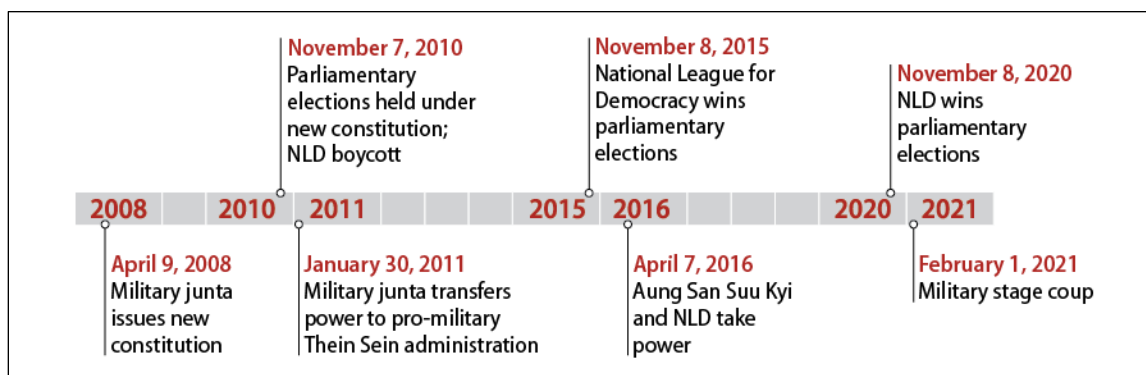 November 7, 2010
Parliamentary
elections held under
new constitution;
NLD boycott
November 8, 2015
National League for
Democracy wins
parliamentary
elections
November 8, 2020
NLD wins
parliamentary
elections
2008 2010 2011 2015 2016 2020 2021
April 9, 2008
Military junta
issues new
constitution
January 30, 2011
Military junta transfers
power to pro-military
Thein Sein administration
April 7, 2016
Aung San Suu Kyi
and NLD take
power
February 1, 2021
Military stage coup